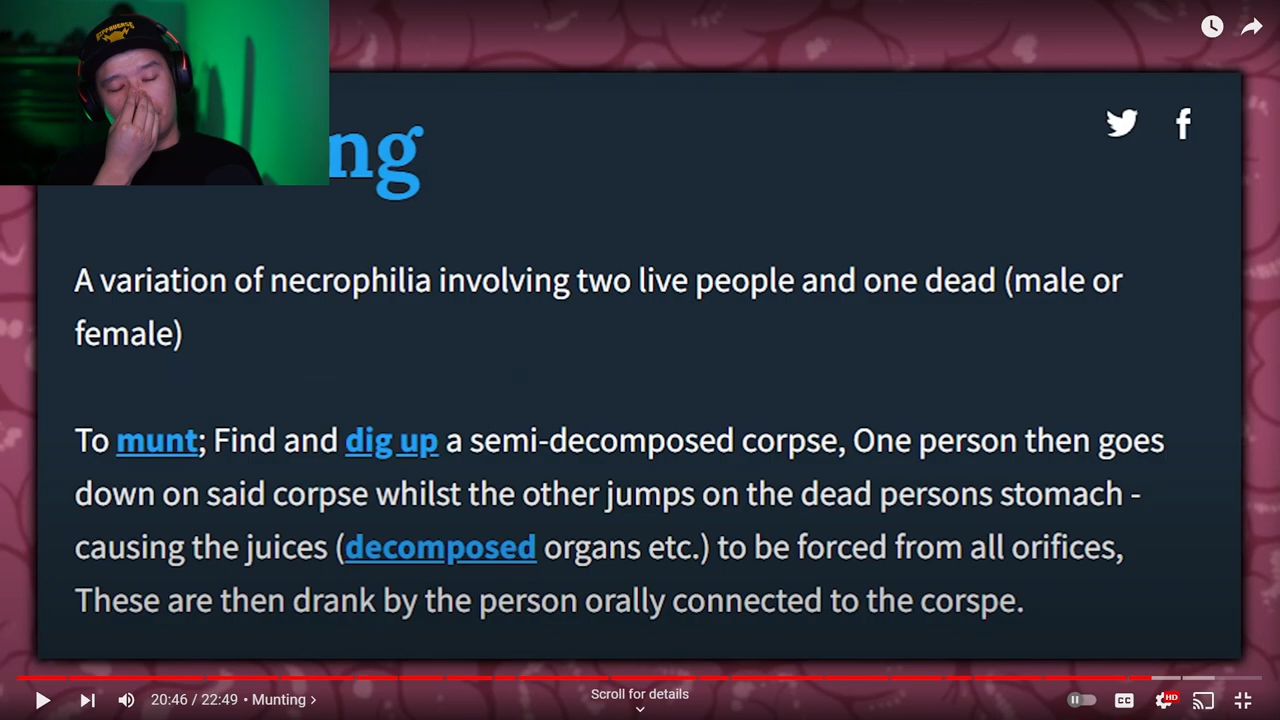 ng
A variation of necrophilia involving two live people and one dead (male or
female)
To munt; Find and dig up a semi-decomposed corpse, One person then goes
down on said corpse whilst the other jumps on the dead persons stomach -
causing the juices (decomposed organs etc.) to be forced from all orifices,
These are then drank by the person orally connected to the corspe.
20:46 / 22:49 • Munting >
Scroll for details
CC
HD